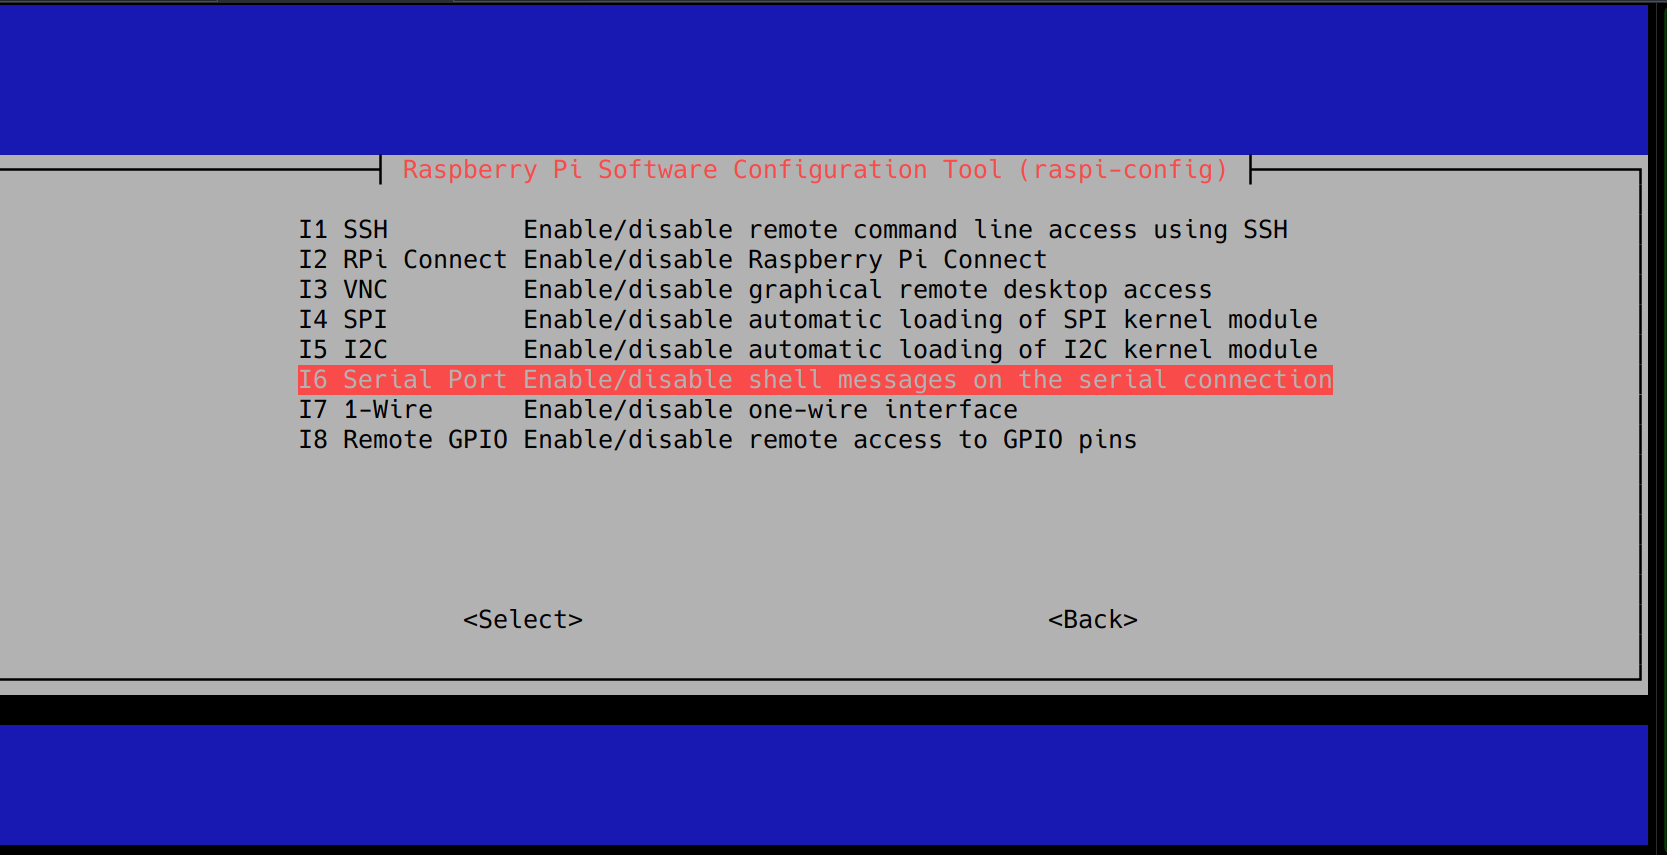 Raspberry Pi Software Configuration Tool (raspi-config)
I1 SSH Enable/disable remote command line access using SSH
I2 RPi Connect Enable/disable Raspberry Pi Connect
I3 VNC Enable/disable graphical remote desktop access
I4 SPI Enable/disable automatic loading of SPI kernel module
I5 I2C Enable/disable automatic loading of I2C kernel module
I6 Serial Port Enable/disable shell messages on the serial connection
I7 1-Wire Enable/disable one-wire interface
I8 Remote GPIO Enable/disable remote access to GPIO pins
<Select> <Back>